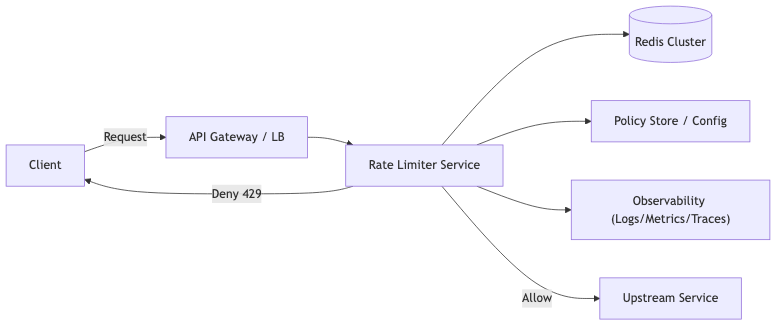 Redis Cluster
Request
API Gateway / LB
Policy Store / Config
Client
Rate Limiter Service
Deny 429
Observability
(Logs/Metrics/Traces)
Allow
Upstream Service